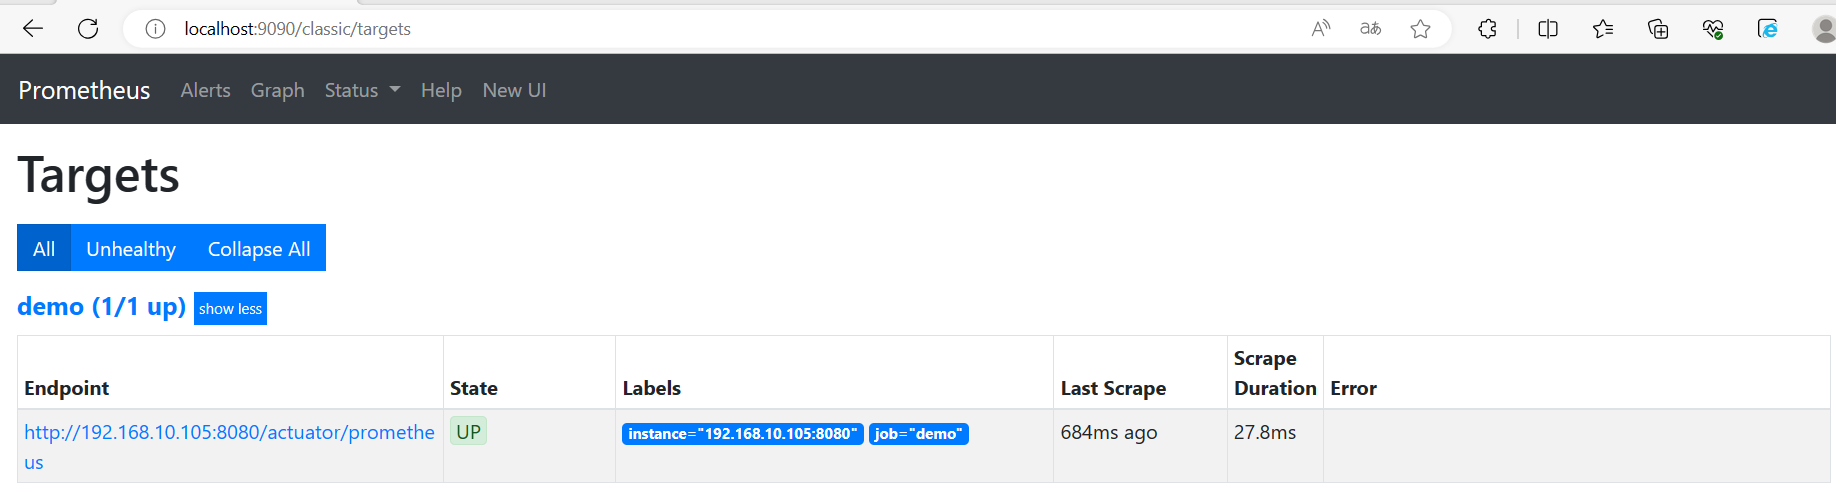 localhost:9090/classic/targets
Prometheus Alerts Graph Status Help New UI
Targets
All Unhealthy Collapse All
demo (1/1 up) show less
Endpoint State Labels Last Scrape Scrape Duration Error
http://192.168.10.105:8080/actuator/prometheus UP instance="192.168.10.105:8080" job="demo" 684ms ago 27.8ms